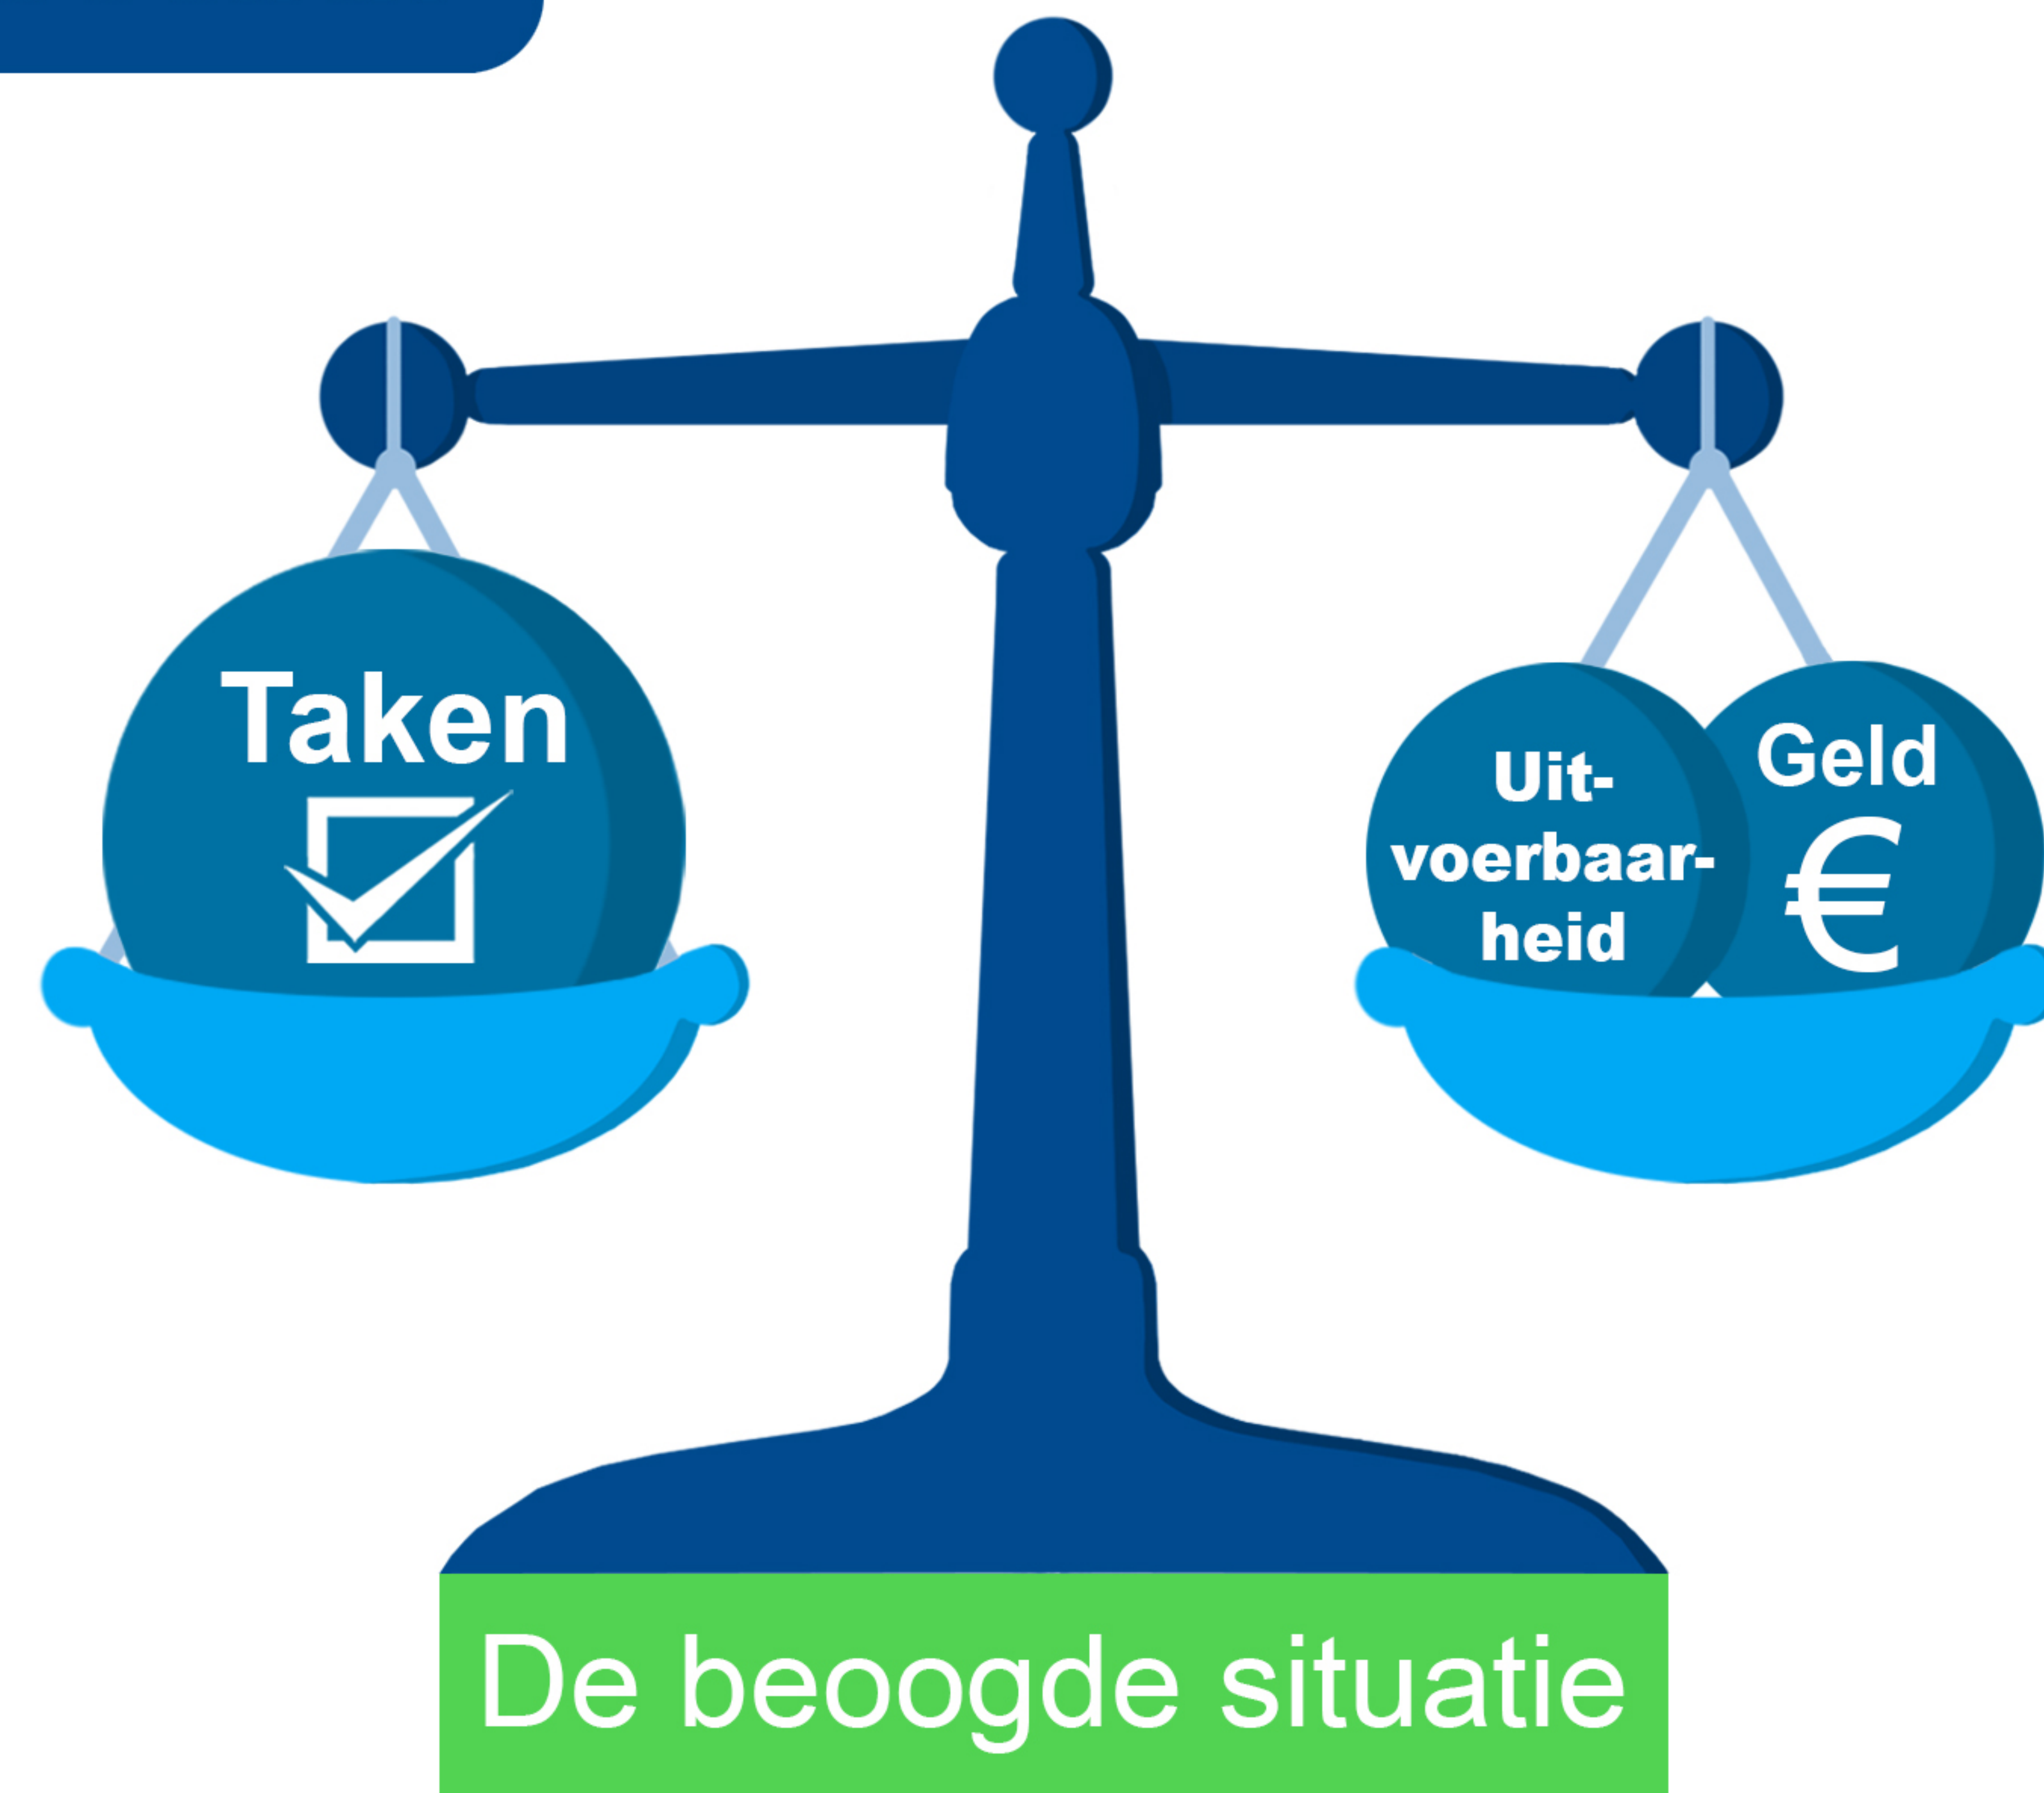 Taken
Uit-
voerbaar-
heid
Geld
€
De beoogde situatie